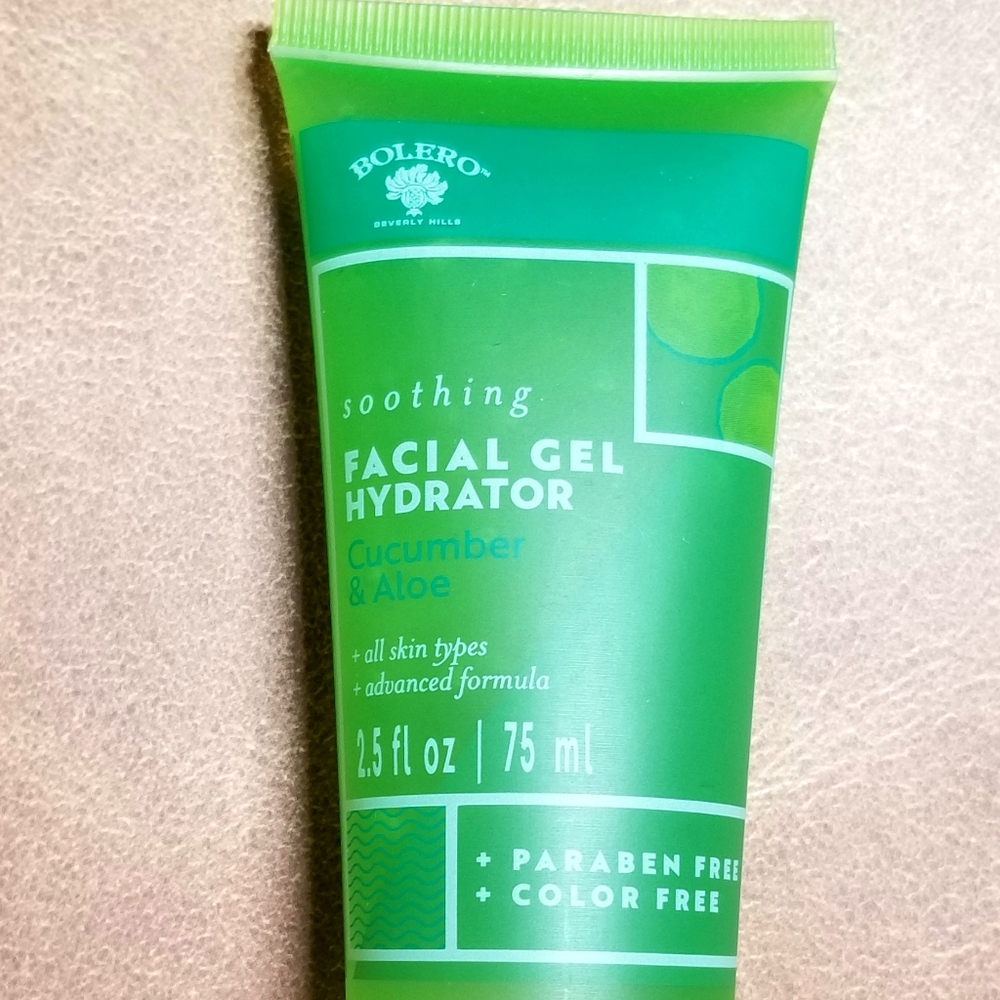 BOLERO™
BEVERLY HILLS
soothing
FACIAL GEL
HYDRATOR
Cucumber
& Aloe
+ all skin types
+ advanced formula
2.5 fl oz | 75 ml
+ PARABEN FREE
+ COLOR FREE